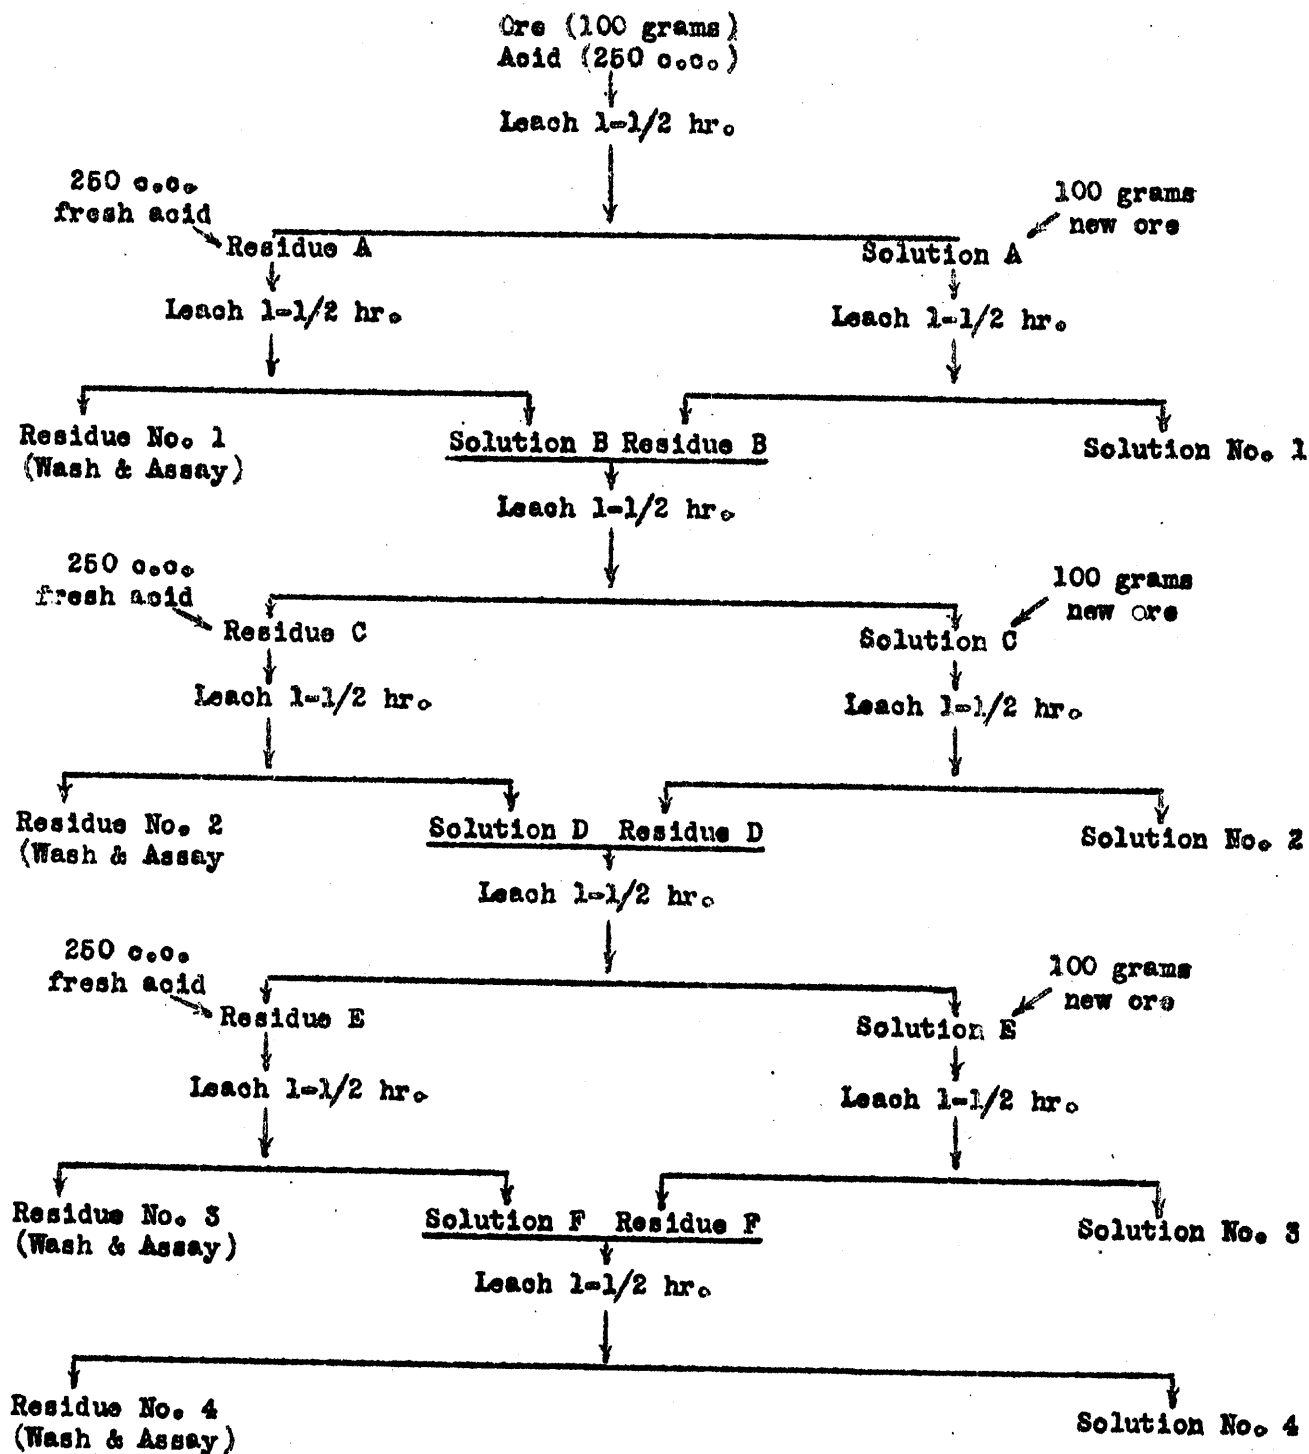 Ore (100 grams)
Acid (250 c.c.)
Leach 1-1/2 hr.
250 c.c.
fresh acid
100 grams
new ore
Residue A
Solution A
Leach 1-1/2 hr.
Leach 1-1/2 hr.
Residue No. 1
(Wash & Assay)
Solution B Residue B
Solution No. 1
Leach 1-1/2 hr.
250 c.c.
fresh acid
100 grams
new ore
Residue C
Solution C
Leach 1-1/2 hr.
Leach 1-1/2 hr.
Residue No. 2
(Wash & Assay
Solution D Residue D
Solution No. 2
Leach 1-1/2 hr.
250 c.c.
fresh acid
100 grams
new ore
Residue E
Solution E
Leach 1-1/2 hr.
Leach 1-1/2 hr.
Residue No. 3
(Wash & Assay)
Solution F Residue F
Solution No. 3
Leach 1-1/2 hr.
Residue No. 4
(Wash & Assay)
Solution No. 4